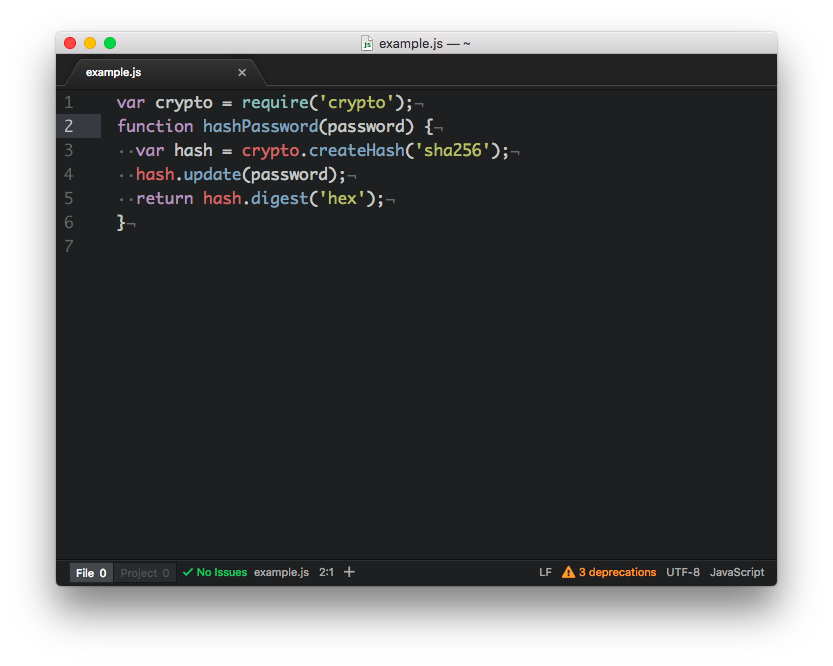 JS example.js — ~
example.js ×
1 var crypto = require('crypto');¬
2 function hashPassword(password) {¬
3 ··var hash = crypto.createHash('sha256');¬
4 ··hash.update(password);¬
5 ··return hash.digest('hex');¬
6 }¬
7
File 0 Project 0 ✓ No Issues example.js 2:1 + LF 3 deprecations UTF-8 JavaScript